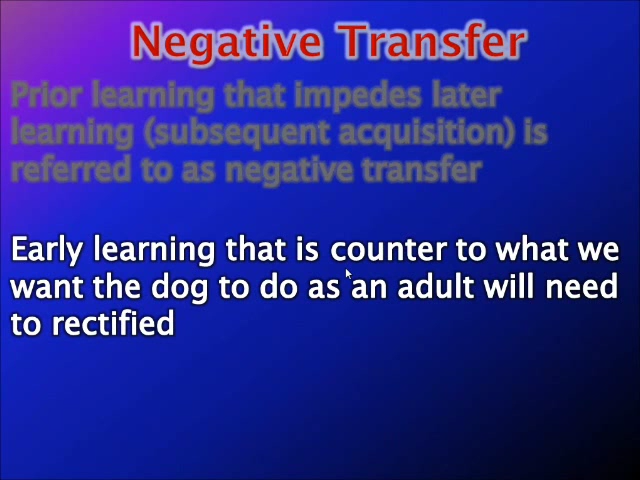 Negative Transfer
Prior learning that impedes later
learning (subsequent acquisition) is
referred to as negative transfer
Early learning that is counter to what we
want the dog to do as an adult will need
to rectified